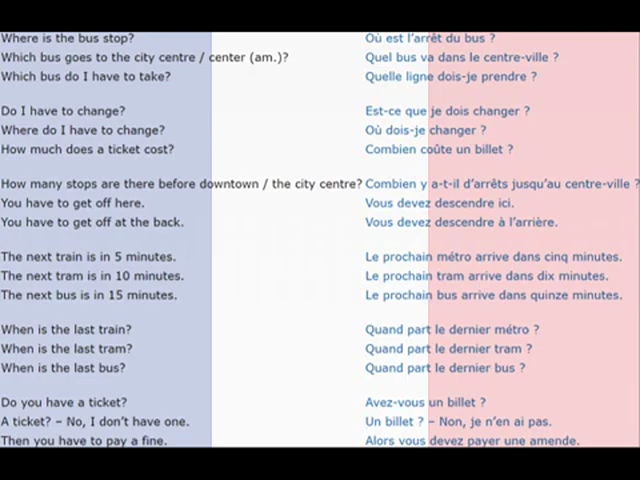 Where is the bus stop? Où est l'arrêt du bus ?
Which bus goes to the city centre / center (am.)? Quel bus va dans le centre-ville ?
Which bus do I have to take? Quelle ligne dois-je prendre ?
Do I have to change? Est-ce que je dois changer ?
Where do I have to change? Où dois-je changer ?
How much does a ticket cost? Combien coûte un billet ?
How many stops are there before downtown / the city centre? Combien y a-t-il d'arrêts jusqu'au centre-ville ?
You have to get off here. Vous devez descendre ici.
You have to get off at the back. Vous devez descendre à l'arrière.
The next train is in 5 minutes. Le prochain métro arrive dans cinq minutes.
The next tram is in 10 minutes. Le prochain tram arrive dans dix minutes.
The next bus is in 15 minutes. Le prochain bus arrive dans quinze minutes.
When is the last train? Quand part le dernier métro ?
When is the last tram? Quand part le dernier tram ?
When is the last bus? Quand part le dernier bus ?
Do you have a ticket? Avez-vous un billet ?
A ticket? – No, I don't have one. Un billet ? – Non, je n'en ai pas.
Then you have to pay a fine. Alors vous devez payer une amende.